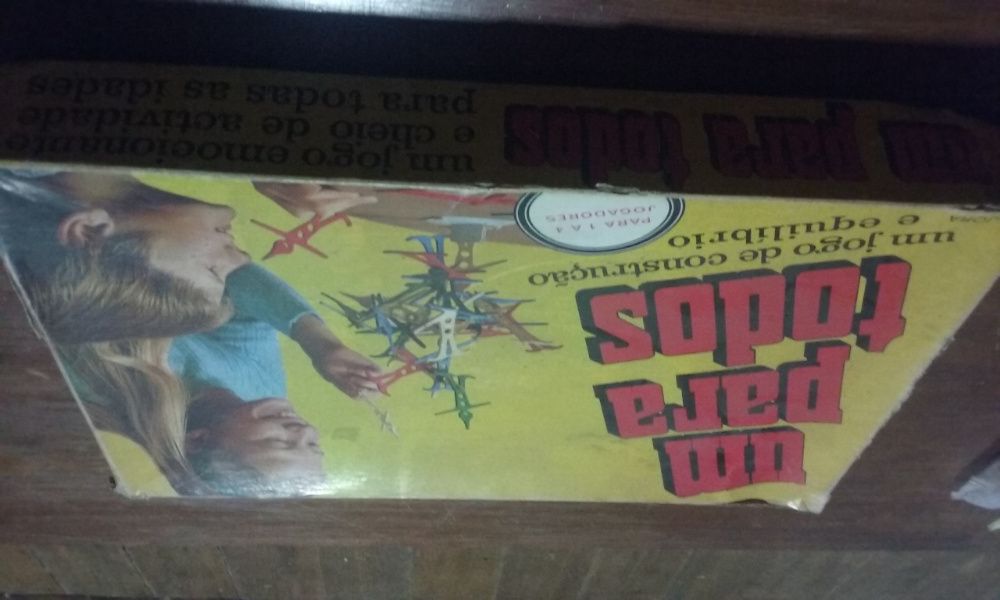 um
para
todos
um jogo de construção
e equilíbrio
PARA 1 A 4
JOGADORES
um para todos
um jogo emocionante
e cheio de actividade
para todas as idades